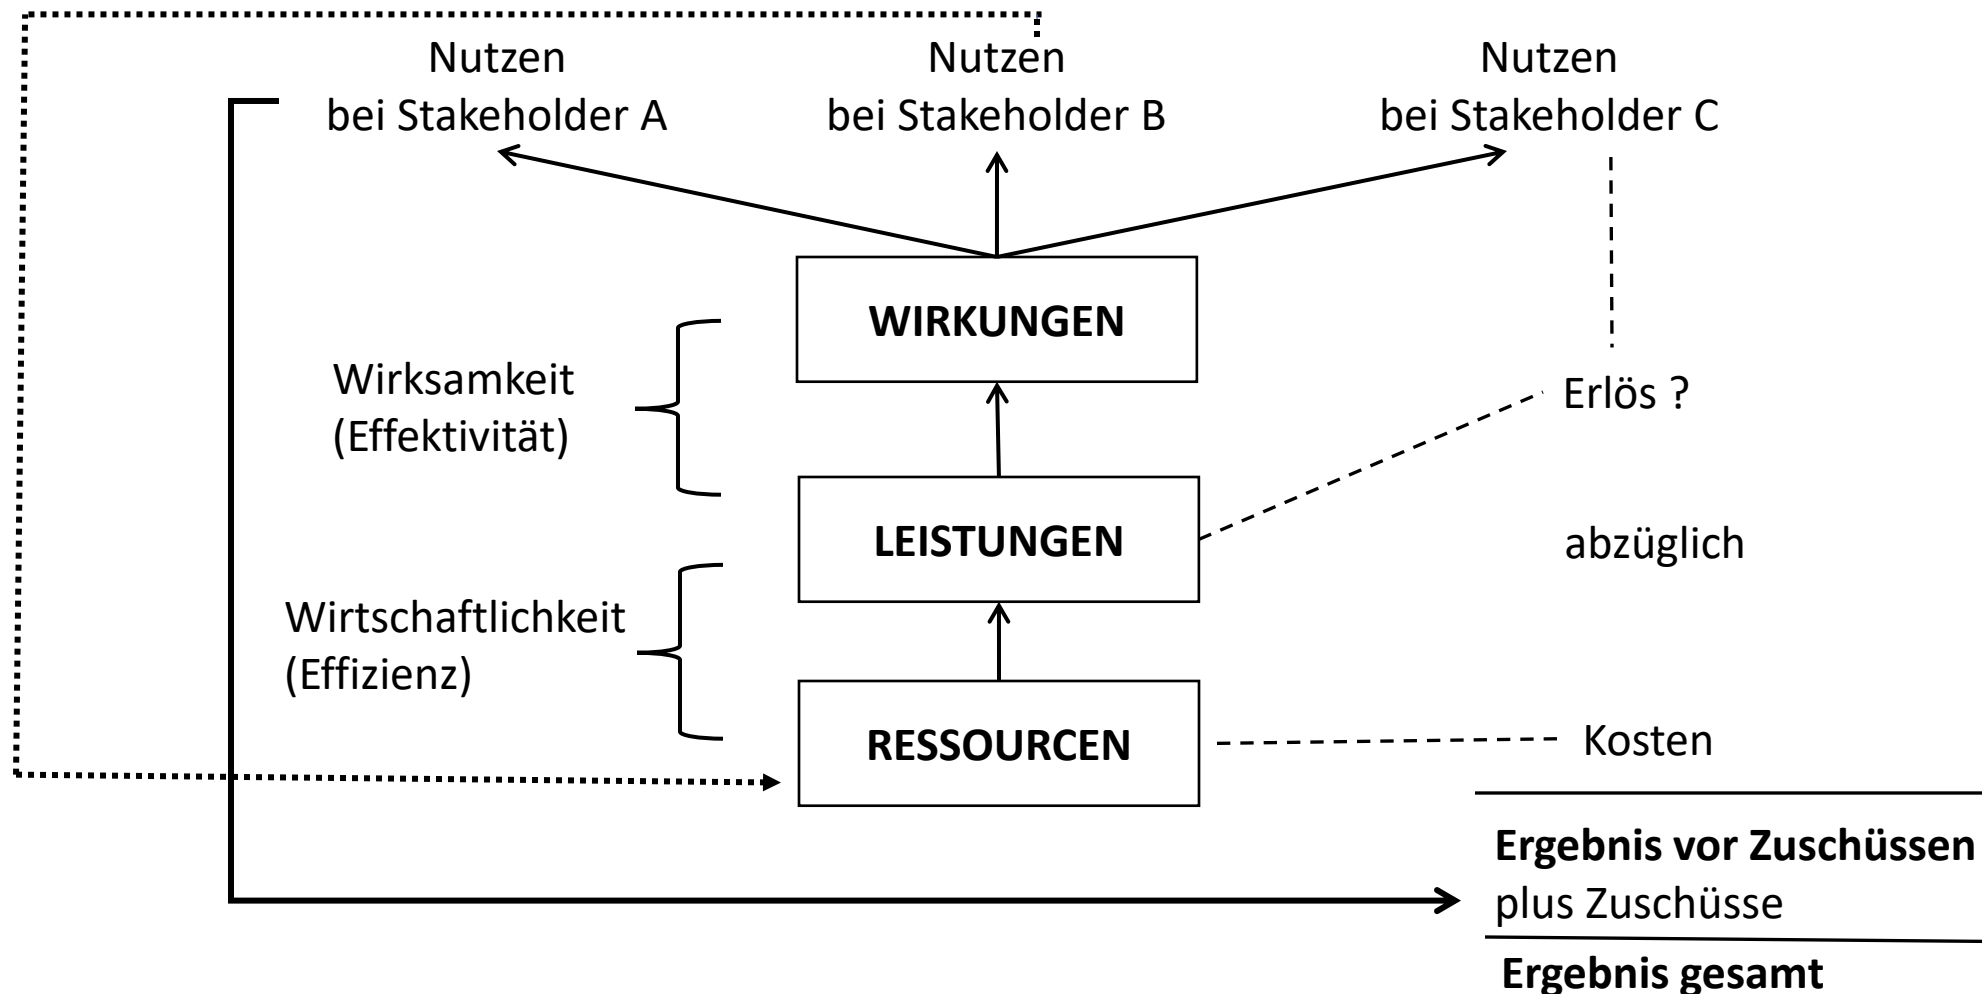 Nutzen
bei Stakeholder A
Nutzen
bei Stakeholder B
Nutzen
bei Stakeholder C
WIRKUNGEN
Wirksamkeit
(Effektivität)
Erlös ?
LEISTUNGEN
abzüglich
Wirtschaftlichkeit
(Effizienz)
RESSOURCEN
Kosten
Ergebnis vor Zuschüssen
plus Zuschüsse
Ergebnis gesamt